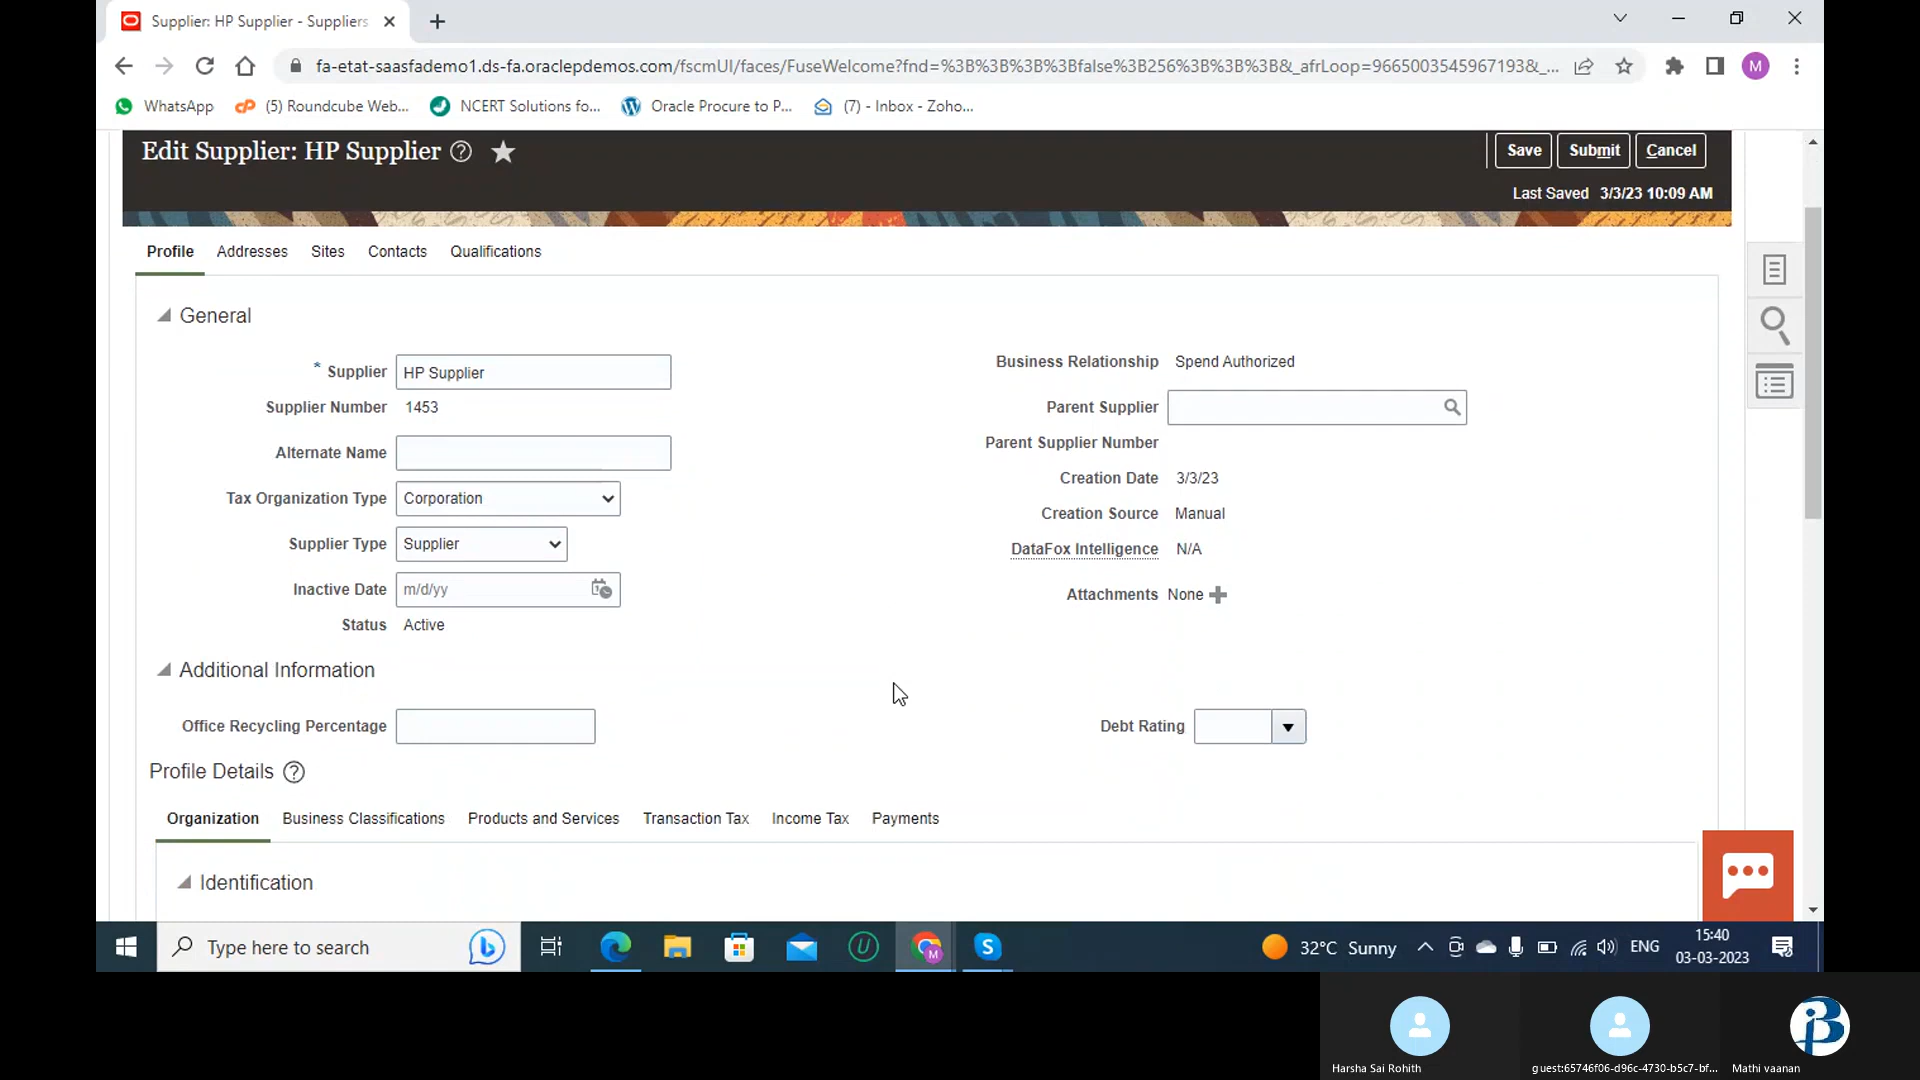 Supplier: HP Supplier - Suppliers
fa-etat-saasfademo1.ds-fa.oraclepdemos.com/fscmUI/faces/FuseWelcome?fnd=%3B%3B%3B%3Bfalse%3B256%3B%3B%3B&_afrLoop=9665003545967193&_...
M
WhatsApp (5) Roundcube Web... NCERT Solutions fo... Oracle Procure to P... (7) - Inbox - Zoho...
Edit Supplier: HP Supplier
Save Submit Cancel
Last Saved 3/3/23 10:09 AM
Profile Addresses Sites Contacts Qualifications
General
* Supplier HP Supplier
Supplier Number 1453
Alternate Name
Tax Organization Type Corporation
Supplier Type Supplier
Inactive Date m/d/yy
Status Active
Business Relationship Spend Authorized
Parent Supplier
Parent Supplier Number
Creation Date 3/3/23
Creation Source Manual
DataFox Intelligence N/A
Attachments None
Additional Information
Office Recycling Percentage
Debt Rating
Profile Details
Organization Business Classifications Products and Services Transaction Tax Income Tax Payments
Identification
Type here to search
32°C Sunny
ENG
15:40
03-03-2023
Harsha Sai Rohith
guest:65746f06-d96c-4730-b5c7-bf...
Mathi vaanan